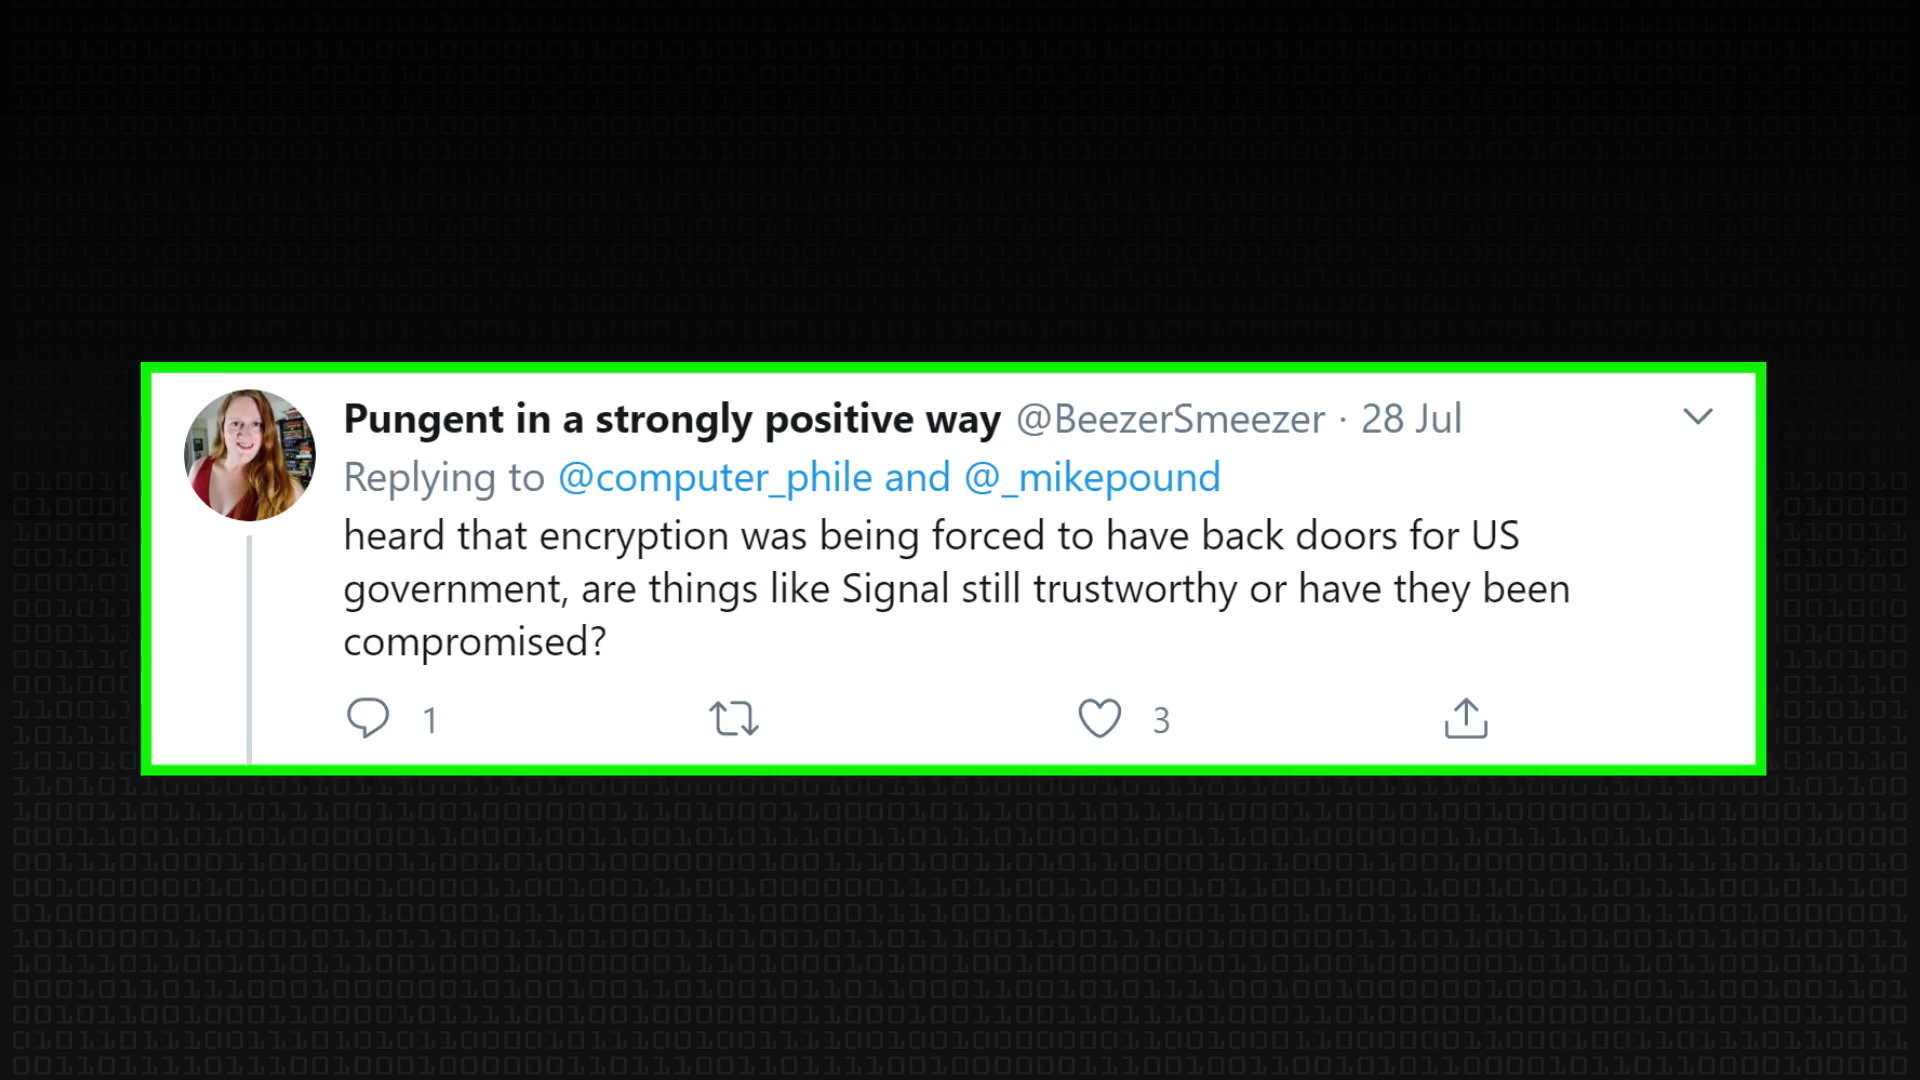 Pungent in a strongly positive way @BeezerSmeezer · 28 Jul
Replying to @computer_phile and @_mikepound
heard that encryption was being forced to have back doors for US
government, are things like Signal still trustworthy or have they been
compromised?
1 3